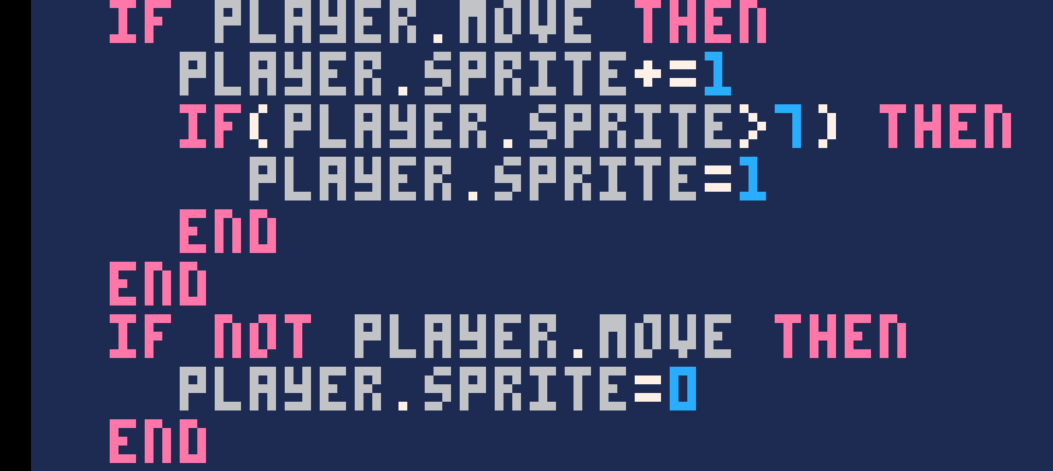 IF PLAYER.MOVE THEN
PLAYER.SPRITE+=1
IF(PLAYER.SPRITE>7) THEN
PLAYER.SPRITE=1
END
END
IF NOT PLAYER.MOVE THEN
PLAYER.SPRITE=0
END